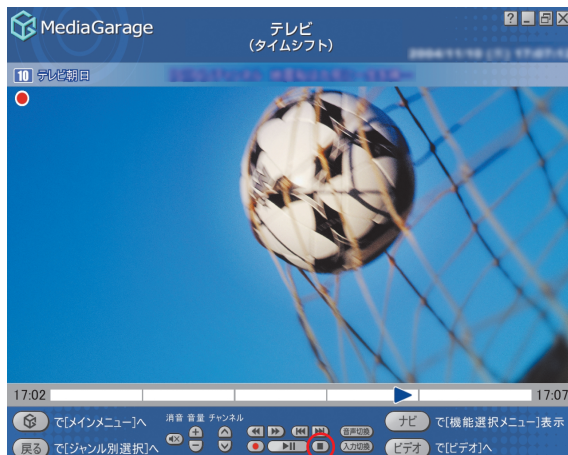 MediaGarage
テレビ
(タイムシフト)
10 テレビ朝日
17:02
17:07
で[メインメニュー]へ
消音 音量 チャンネル
音声切換
ナビ で[機能選択メニュー]表示
戻る で[ジャンル別選択]へ
入力切換
ビデオ で[ビデオ]へ